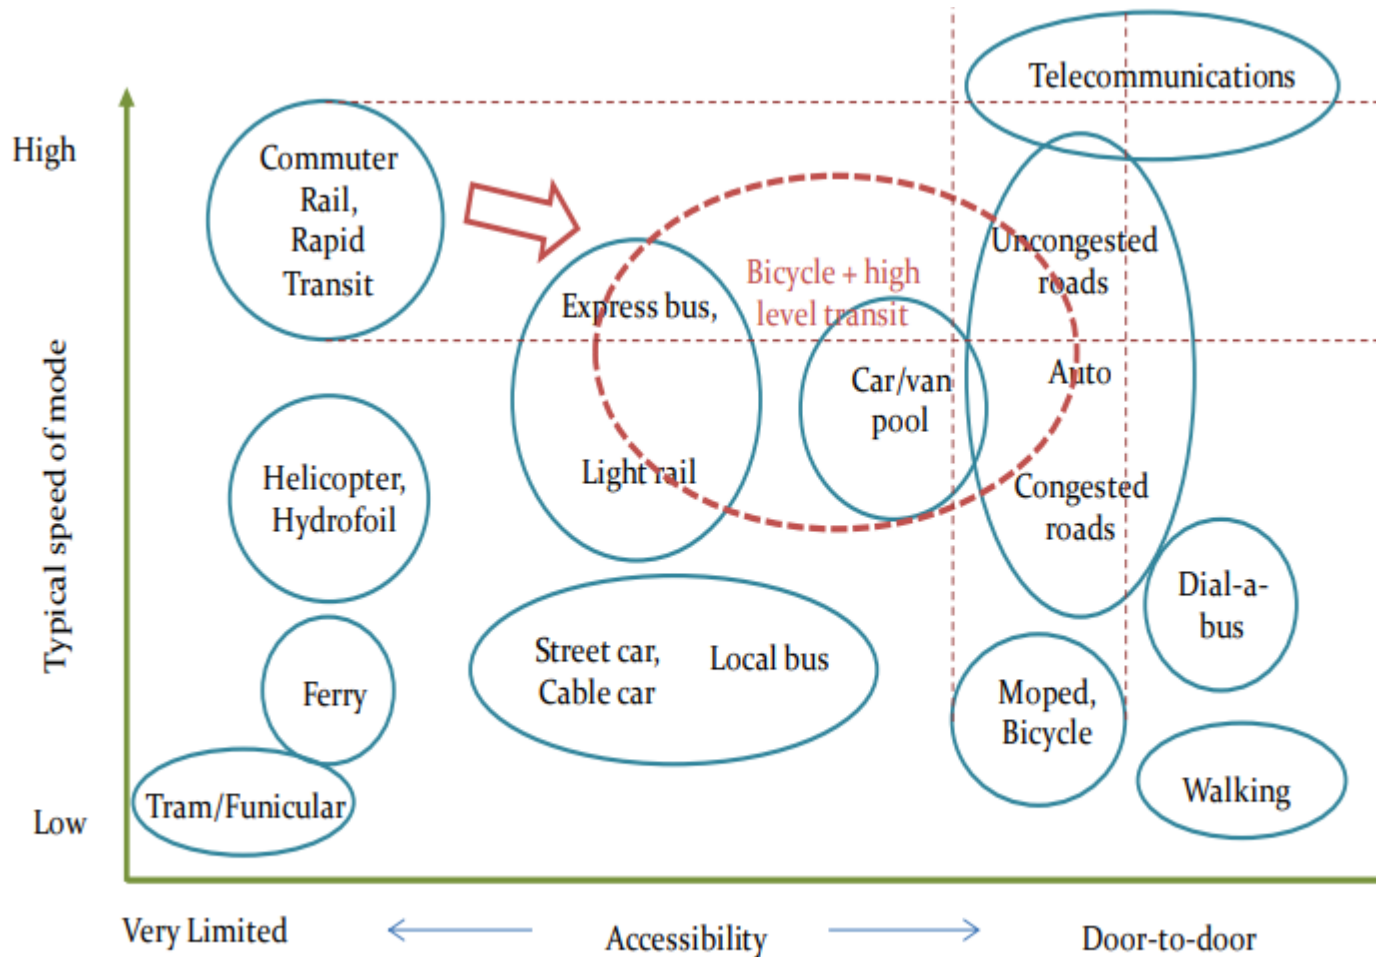 Telecommunications
High
Commuter
Rail,
Rapid
Transit
Uncongested
roads
Bicycle + high
level transit
Express bus,
Car/van
pool
Auto
Typical speed of mode
Helicopter,
Hydrofoil
Light rail
Congested
roads
Dial-a-
bus
Street car,
Cable car
Local bus
Ferry
Moped,
Bicycle
Tram/Funicular
Walking
Low
Very Limited
Accessibility
Door-to-door